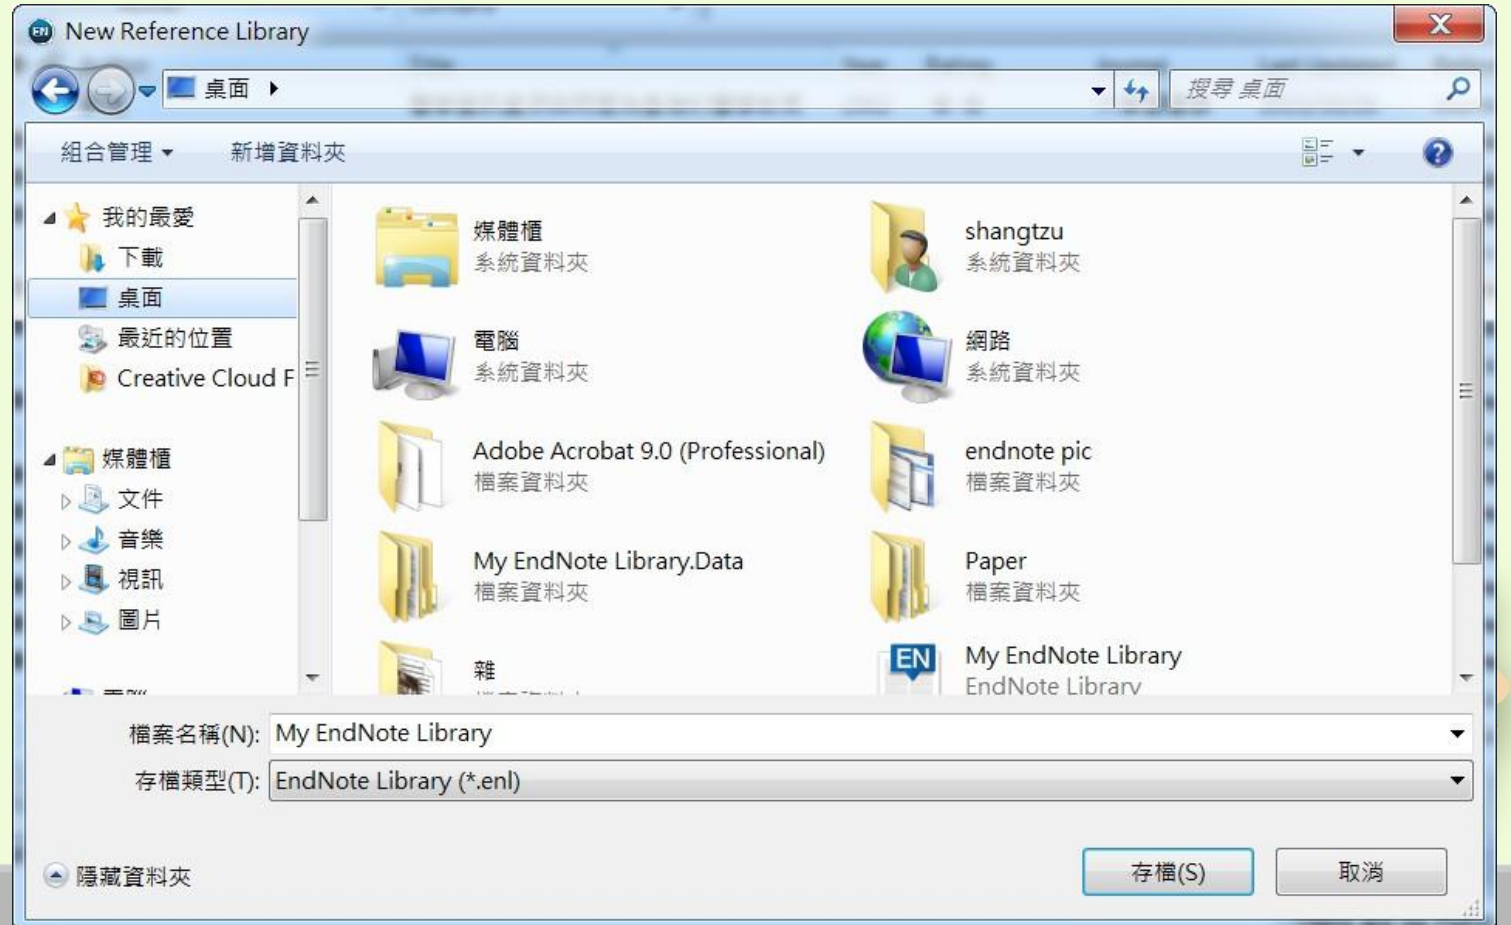 New Reference Library
桌面
搜尋 桌面
組合管理
新增資料夾
我的最愛
下載
桌面
最近的位置
Creative Cloud F
媒體櫃
文件
音樂
視訊
圖片
媒體櫃
系統資料夾
shangtzu
系統資料夾
電腦
系統資料夾
網路
系統資料夾
Adobe Acrobat 9.0 (Professional)
檔案資料夾
endnote pic
檔案資料夾
My EndNote Library.Data
檔案資料夾
Paper
檔案資料夾
雜
EN
My EndNote Library
EndNote Library
檔案名稱(N): My EndNote Library
存檔類型(T): EndNote Library (*.enl)
隱藏資料夾
存檔(S)
取消